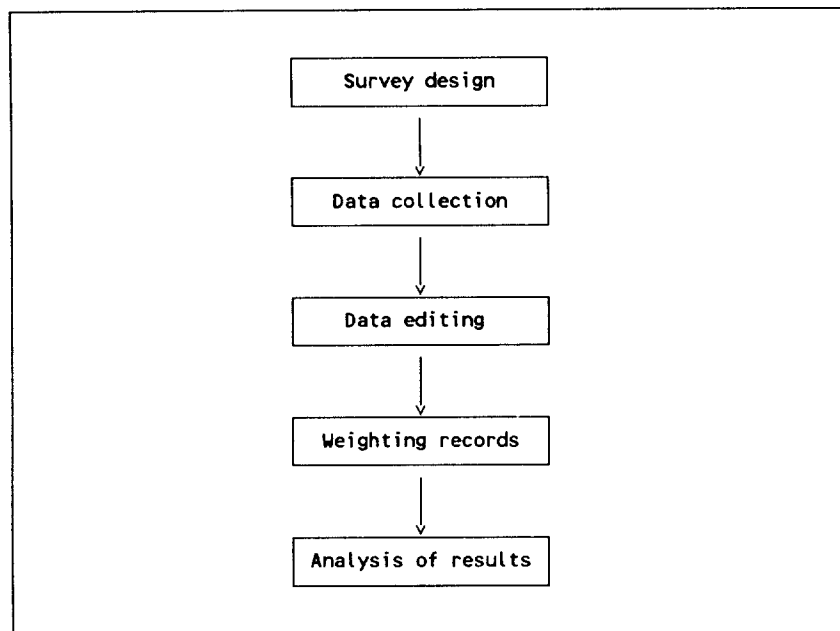 Survey design
Data collection
Data editing
Weighting records
Analysis of results